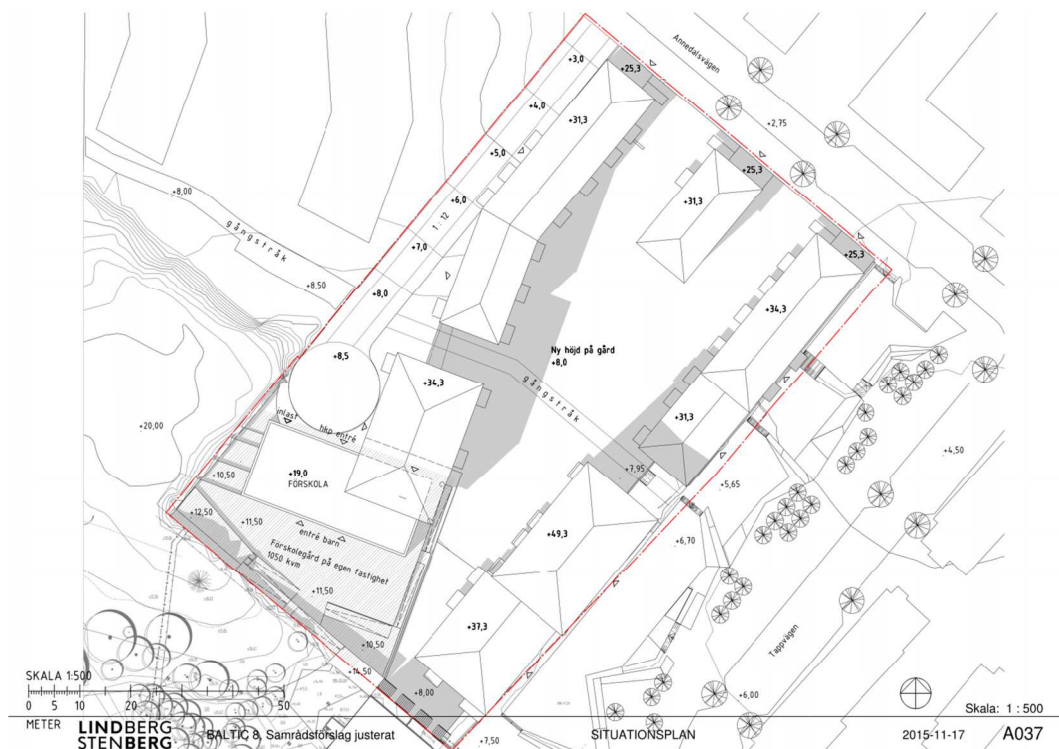 Annedalsvägen
+3,0
+25,3
+4,0
+31,3
+2,75
+5,0
+25,3
+8,00
+6,0
+31,3
1:12
gångstråk
+7,0
+25,3
+8,50
+8,0
+34,3
+8,5
Ny höjd på gård
+8,0
+34,3
gångstråk
inlast
hkp entré
+31,3
+20,00
+4,50
+10,50
+19,0
FÖRSKOLA
+7,95
+5,65
+12,50
+11,50
entré barn
+49,3
+6,70
Förskolegård på egen fastighet
1050 kvm
+11,50
+37,3
+10,50
Tappvägen
+14,50
+8,00
+6,00
+7,50
SKALA 1:500
0 5 10 50
METER
LINDBERG
STENBERG
BALTIC 8, Samrådsförslag justerat
SITUATIONSPLAN
Skala: 1 : 500
2015-11-17
A037